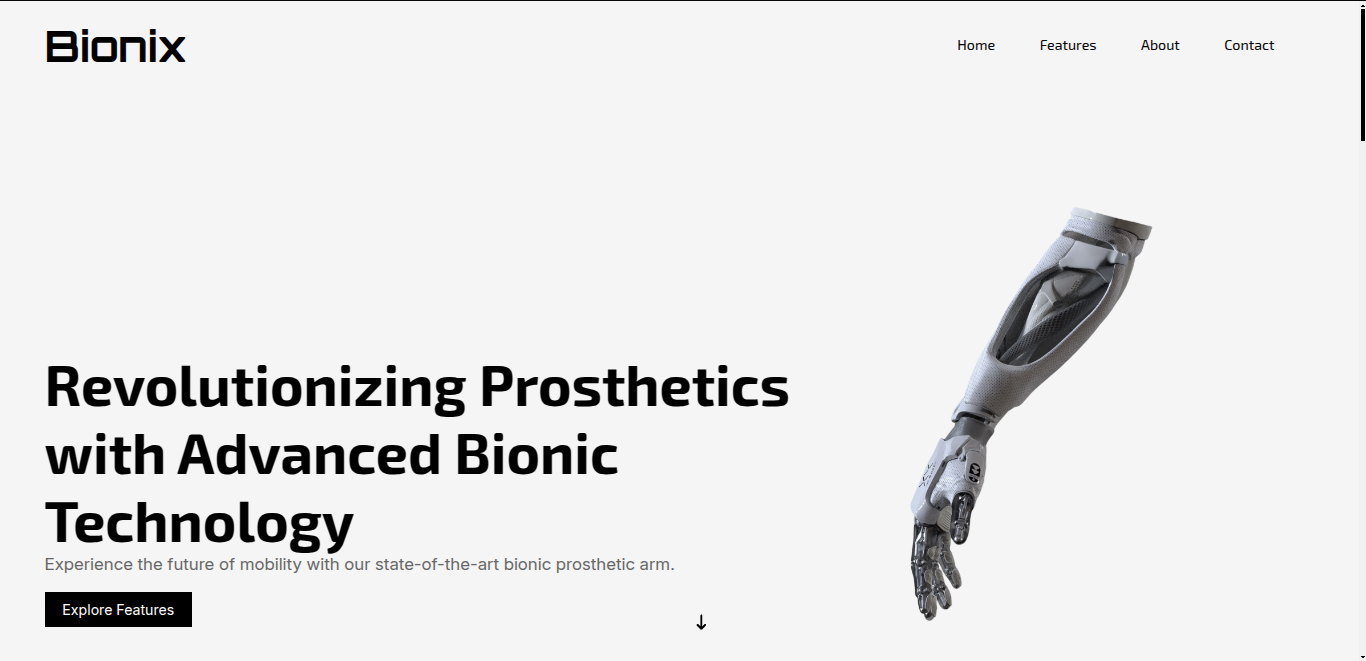 Bionix
Home Features About Contact
Revolutionizing Prosthetics
with Advanced Bionic
Technology
Experience the future of mobility with our state-of-the-art bionic prosthetic arm.
Explore Features